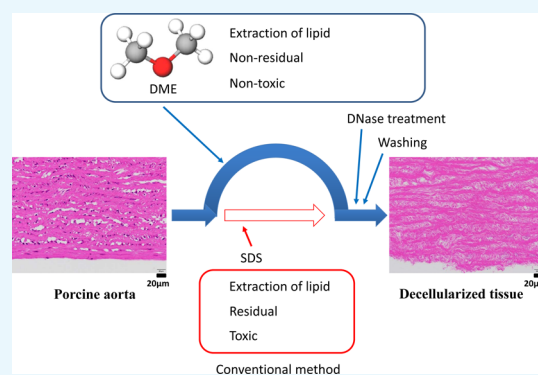 Extraction of lipid
Non-residual
Non-toxic
DME
DNase treatment
Washing
SDS
20μm
Porcine aorta
20μm
Decellularized tissue
Extraction of lipid
Residual
Toxic
Conventional method